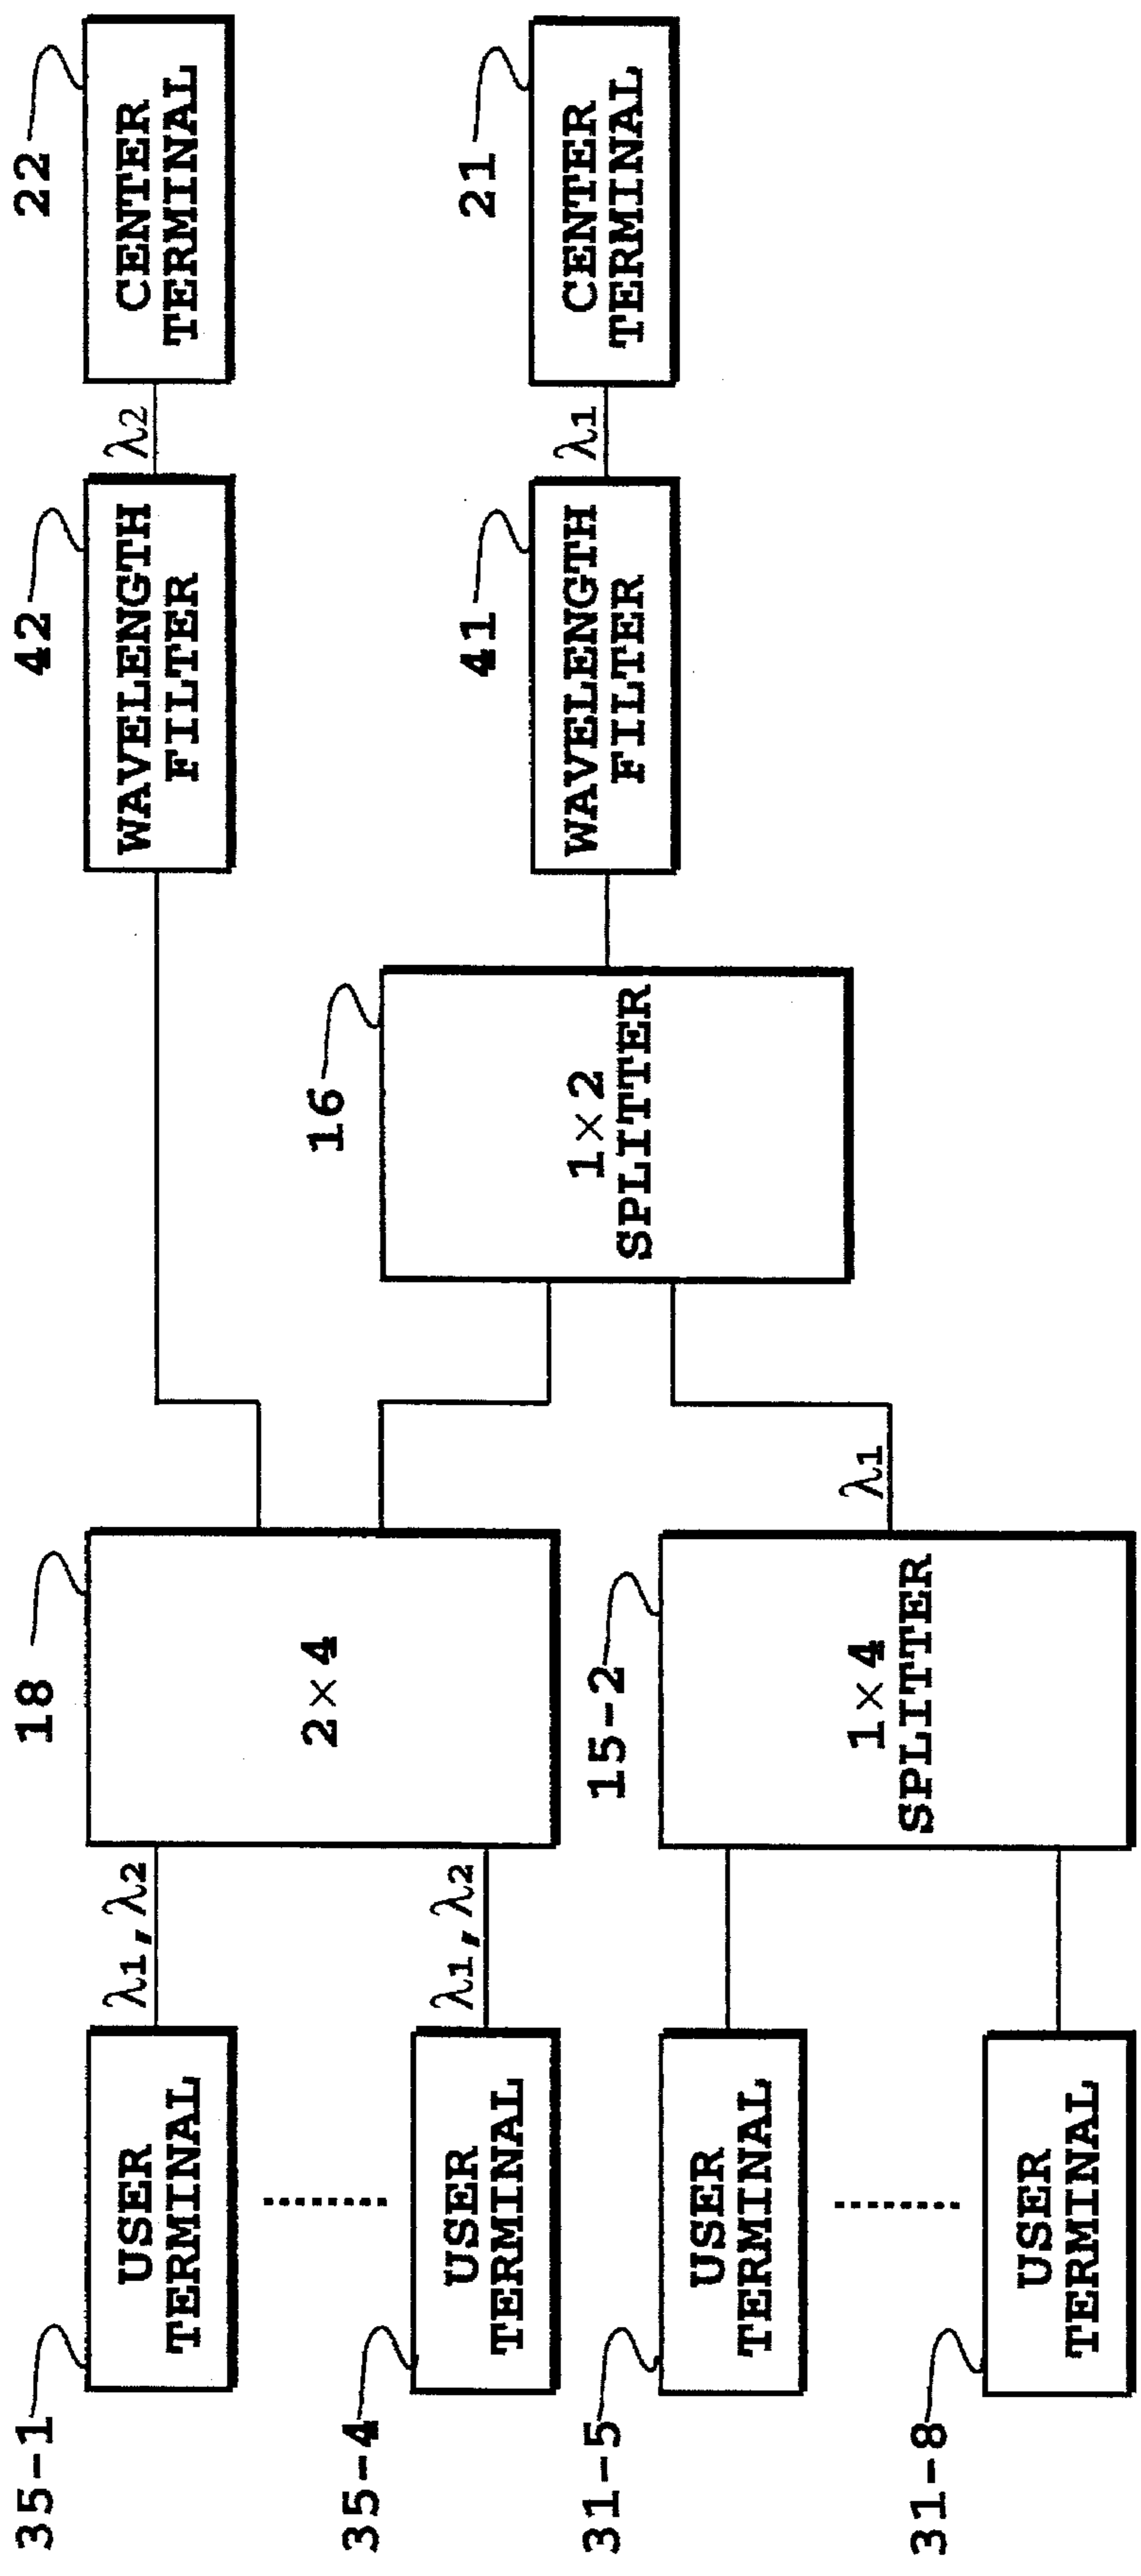 35-1
USER
TERMINAL
λ1,λ2
18
2×4
42
WAVELENGTH
FILTER
λ2
22
CENTER
TERMINAL
35-4
USER
TERMINAL
λ1,λ2
16
1×2
SPLITTER
41
WAVELENGTH
FILTER
λ1
21
CENTER
TERMINAL
31-5
USER
TERMINAL
15-2
1×4
SPLITTER
λ1
31-8
USER
TERMINAL